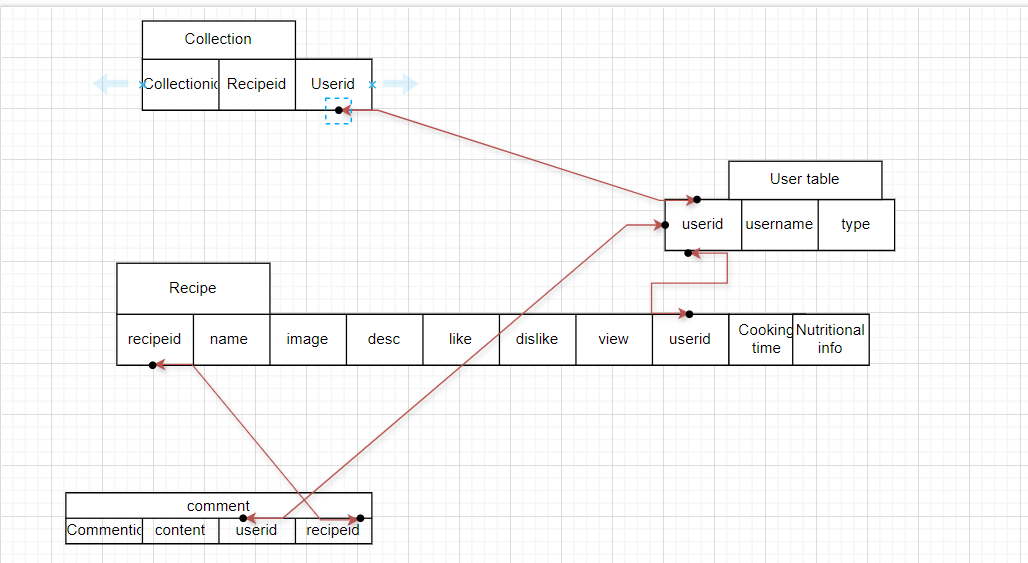 Collection
Collectionic Recipeid Userid
User table
userid username type
Recipe
recipeid name image desc like dislike view userid Cooking time Nutritional info
comment
Commentic content userid recipeid